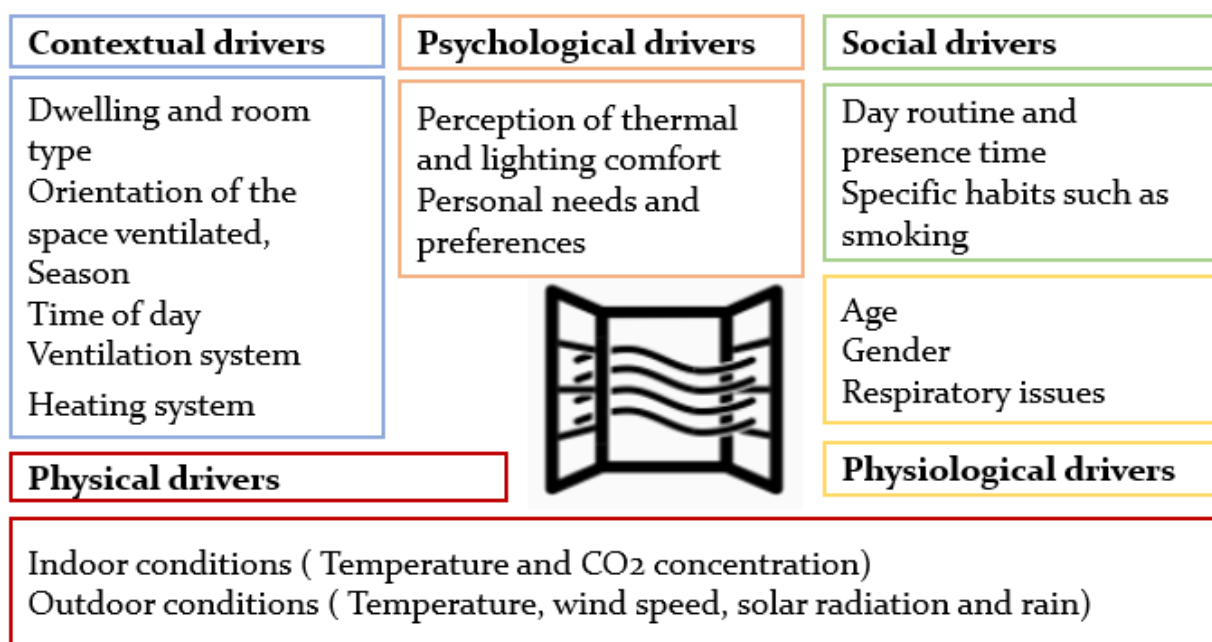 Contextual drivers
Dwelling and room
type
Orientation of the
space ventilated,
Season
Time of day
Ventilation system
Heating system
Psychological drivers
Perception of thermal
and lighting comfort
Personal needs and
preferences
Social drivers
Day routine and
presence time
Specific habits such as
smoking
Age
Gender
Respiratory issues
Physiological drivers
Physical drivers
Indoor conditions ( Temperature and CO2 concentration)
Outdoor conditions ( Temperature, wind speed, solar radiation and rain)